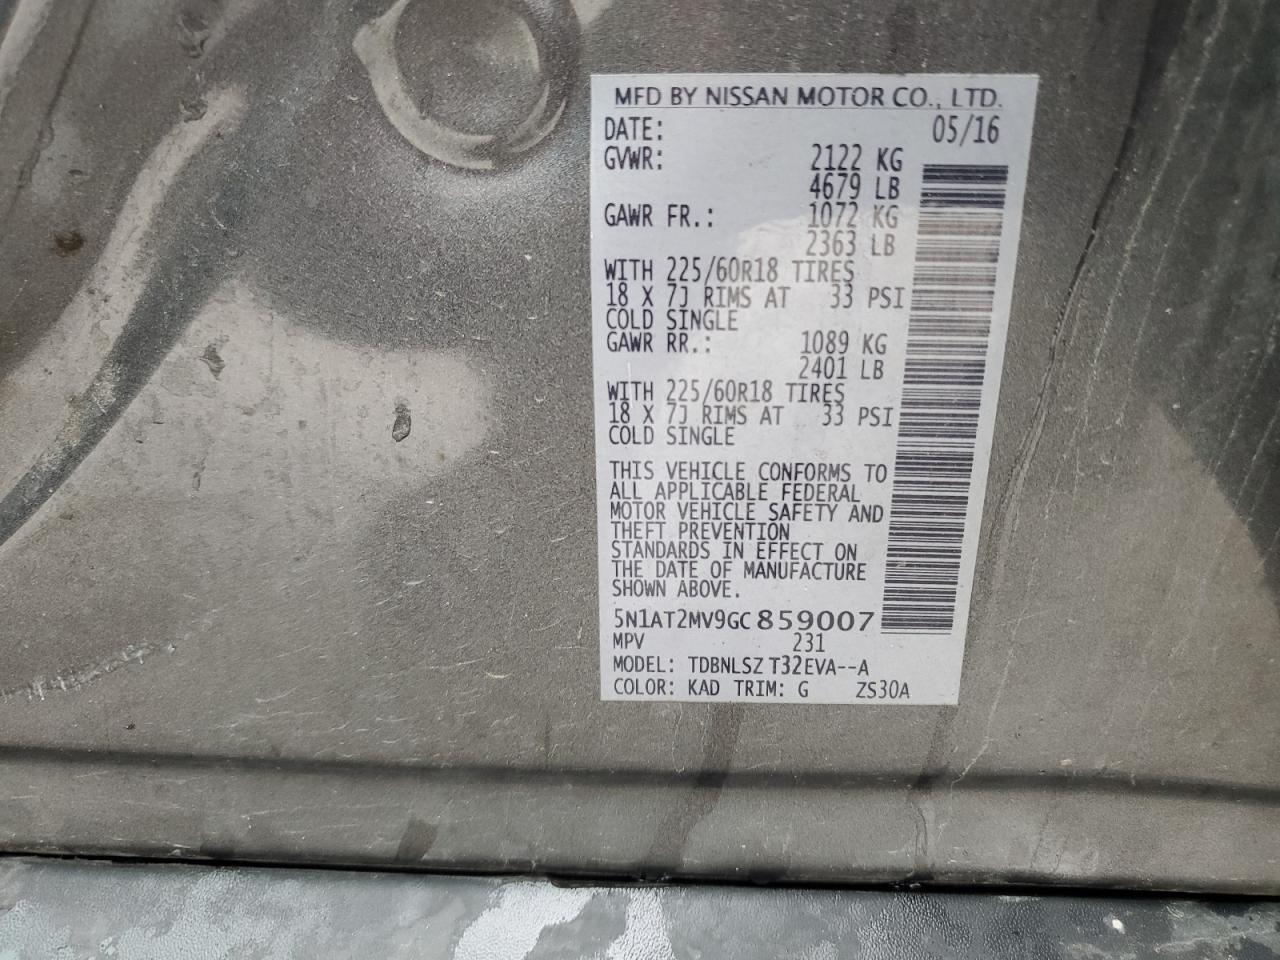 MFD BY NISSAN MOTOR CO., LTD.
DATE: 05/16
GVWR: 2122 KG
4679 LB
GAWR FR.: 1072 KG
2363 LB
WITH 225/60R18 TIRES
18 X 7J RIMS AT 33 PSI
COLD SINGLE
GAWR RR.: 1089 KG
2401 LB
WITH 225/60R18 TIRES
18 X 7J RIMS AT 33 PSI
COLD SINGLE
THIS VEHICLE CONFORMS TO
ALL APPLICABLE FEDERAL
MOTOR VEHICLE SAFETY AND
THEFT PREVENTION
STANDARDS IN EFFECT ON
THE DATE OF MANUFACTURE
SHOWN ABOVE.
5N1AT2MV9GC859007
MPV 231
MODEL: TDBNLSZ T32EVA--A
COLOR: KAD TRIM: G ZS30A